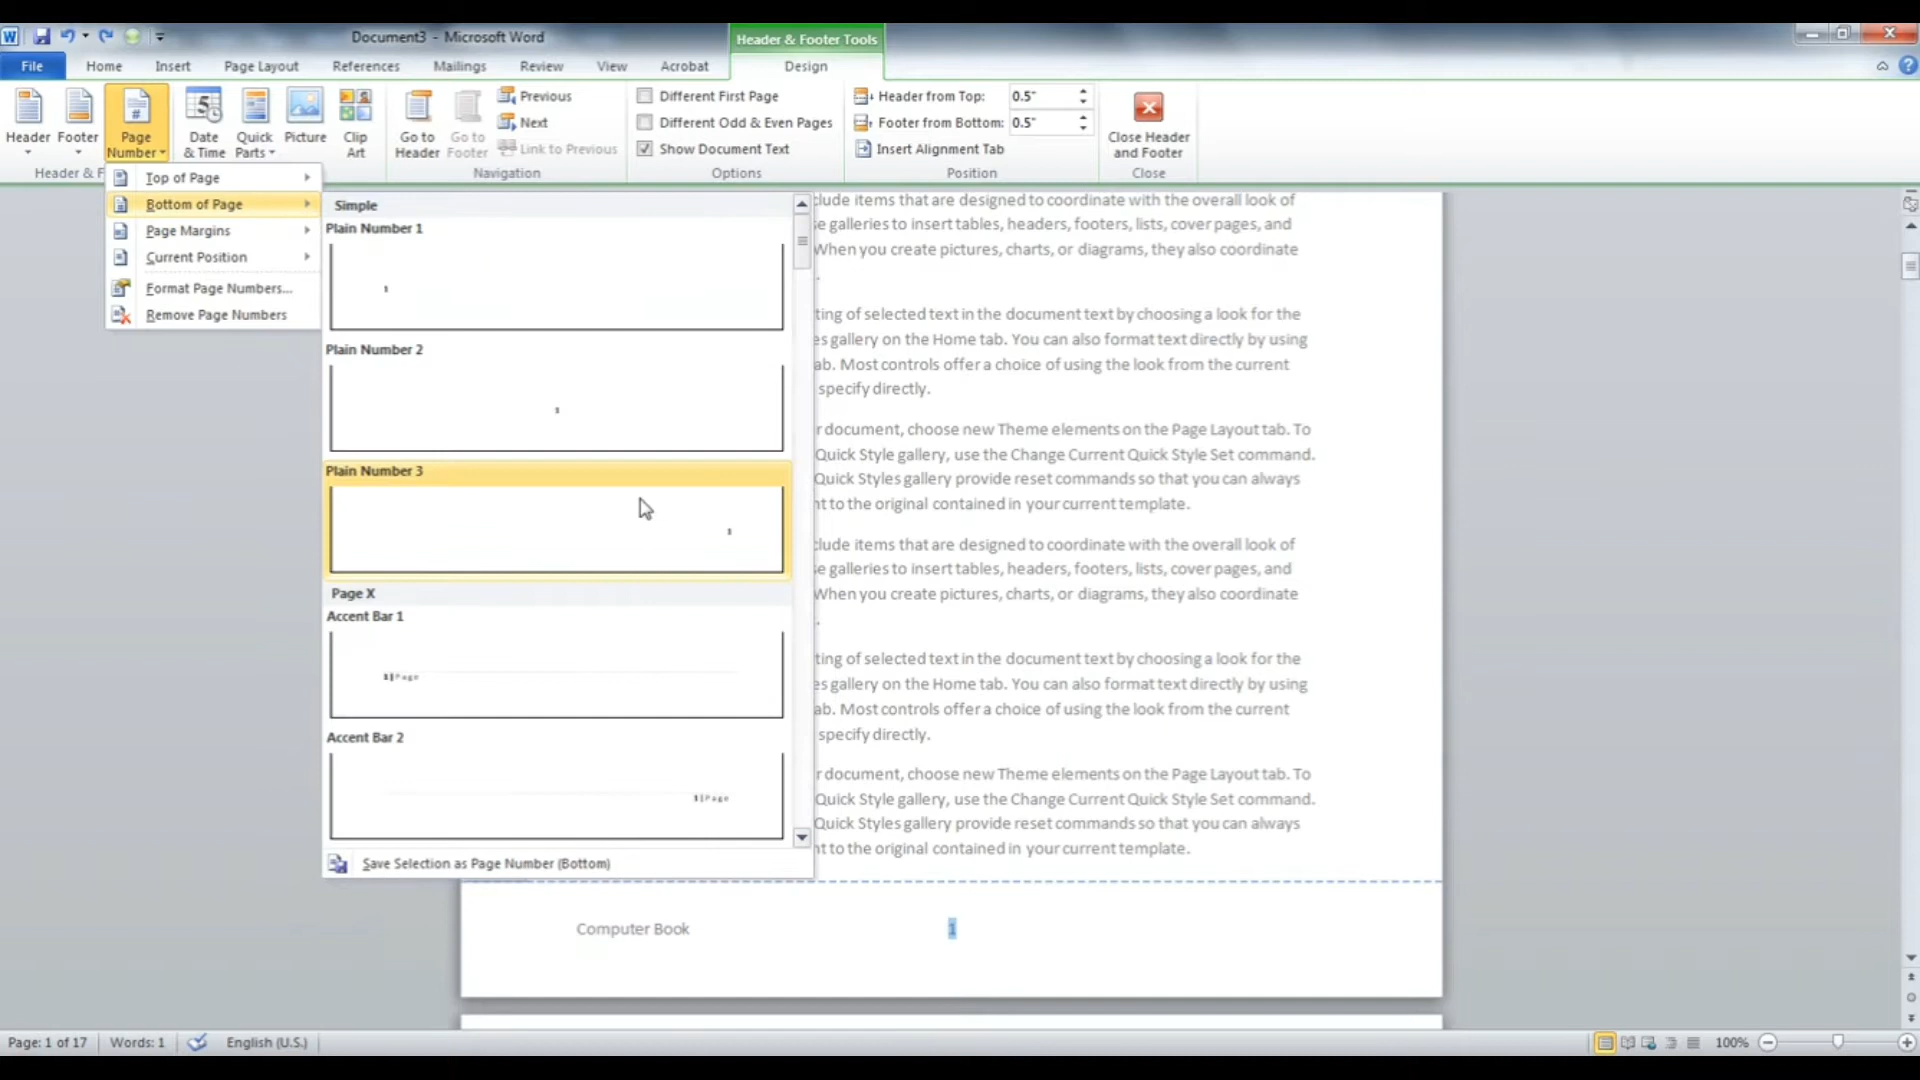 Document3 - Microsoft Word
Header & Footer Tools
File Home Insert Page Layout References Mailings Review View Acrobat Design
Header
Footer
Page Number
Date & Time
Quick Parts
Picture
Clip Art
Go to Header
Go to Footer
Previous
Next
Link to Previous
Navigation
Different First Page
Different Odd & Even Pages
Show Document Text
Options
Header from Top: 0.5"
Footer from Bottom: 0.5"
Insert Alignment Tab
Position
Close Header and Footer
Close
Header & F
Top of Page
Bottom of Page
Page Margins
Current Position
Format Page Numbers...
Remove Page Numbers
Simple
Plain Number 1
1
Plain Number 2
1
Plain Number 3
1
Page X
Accent Bar 1
1|Page
Accent Bar 2
1|Page
Save Selection as Page Number (Bottom)
clude items that are designed to coordinate with the overall look of
se galleries to insert tables, headers, footers, lists, cover pages, and
When you create pictures, charts, or diagrams, they also coordinate
.
ting of selected text in the document text by choosing a look for the
es gallery on the Home tab. You can also format text directly by using
ab. Most controls offer a choice of using the look from the current
specify directly.
r document, choose new Theme elements on the Page Layout tab. To
Quick Style gallery, use the Change Current Quick Style Set command.
Quick Styles gallery provide reset commands so that you can always
nt to the original contained in your current template.
clude items that are designed to coordinate with the overall look of
se galleries to insert tables, headers, footers, lists, cover pages, and
When you create pictures, charts, or diagrams, they also coordinate
.
ting of selected text in the document text by choosing a look for the
es gallery on the Home tab. You can also format text directly by using
ab. Most controls offer a choice of using the look from the current
specify directly.
r document, choose new Theme elements on the Page Layout tab. To
Quick Style gallery, use the Change Current Quick Style Set command.
Quick Styles gallery provide reset commands so that you can always
nt to the original contained in your current template.
Computer Book 1
Page: 1 of 17 Words: 1 English (U.S.) 100%